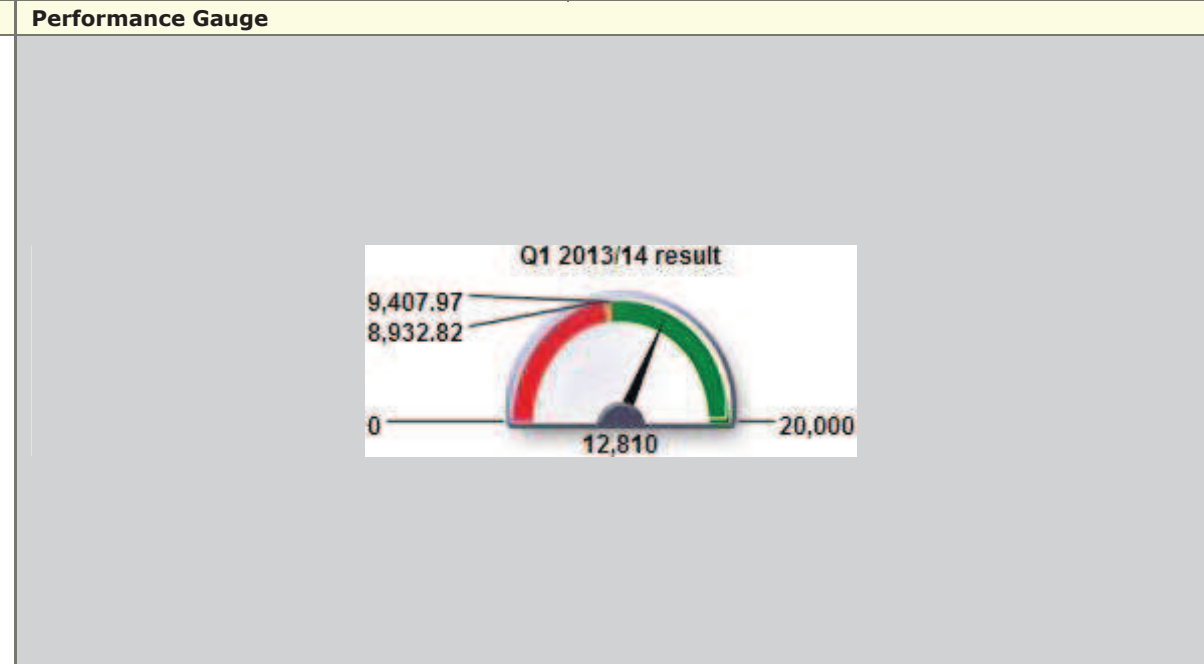 Performance Gauge
Q1 2013/14 result
9,407.97
8,932.82
0
20,000
12,810